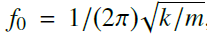 f₀ = 1/(2π)√k/m.